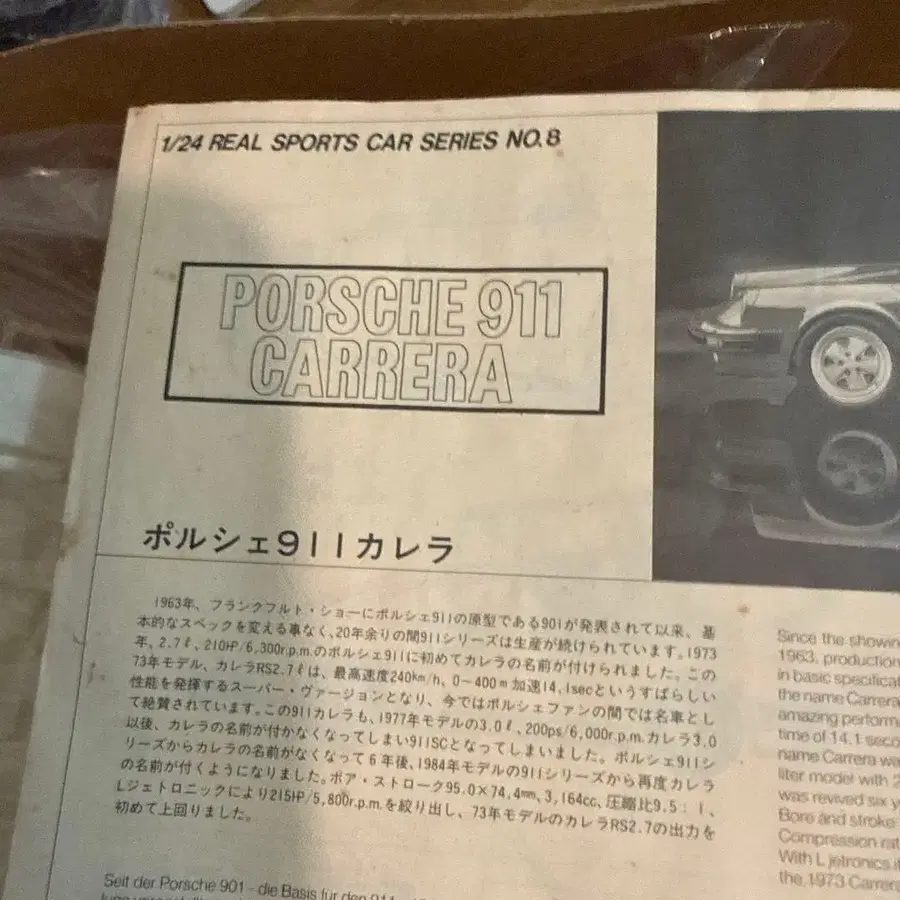 1/24 REAL SPORTS CAR SERIES NO.8
PORSCHE 911
CARRERA
ポルシェ911カレラ
1963年、フランクフルト・ショーにポルシェ911の原型である901が発表されて以来、基
本的なスペックを変える事なく、20年余りの間911シリーズは生産が続けられています。1973
年、2.7ℓ, 210HP/6,300r.p.m.のポルシェ911に初めてカレラの名前が付けられました。この
73年モデル、カレラRS2.7ℓは、最高速度240km/h、0〜400m加速14.1secというすばらしい
性能を発揮するスーパー・ヴァージョンとなり、今ではポルシェファンの間では名車とし
て絶賛されています。この911カレラも、1977年モデルの3.0ℓ, 200ps/6,000r.p.m.カレラ3.0
以後、カレラの名前が付かなくなってしまい911SCとなってしまいました。ポルシェ911シ
リーズからカレラの名前がなくなって6年後、1984年モデルの911シリーズから再度カレラ
の名前が付くようになりました。ボア・ストローク95.0×74.4mm、3,164cc、圧縮比9.5:1、
Lジェトロニックにより215HP/5,800r.p.m.を絞り出し、73年モデルのカレラRS2.7の出力を
初めて上回りました。
Since the showin
1963, production
in basic specificat
the name Carrera
amazing perform
time of 14.1 seco
name Carrera wa
liter model with 2
was revived six y
Bore and stroke
Compression rat
With L jetronics it
the 1973 Carrera
Seit der Porsche 901 - die Basis für den 911